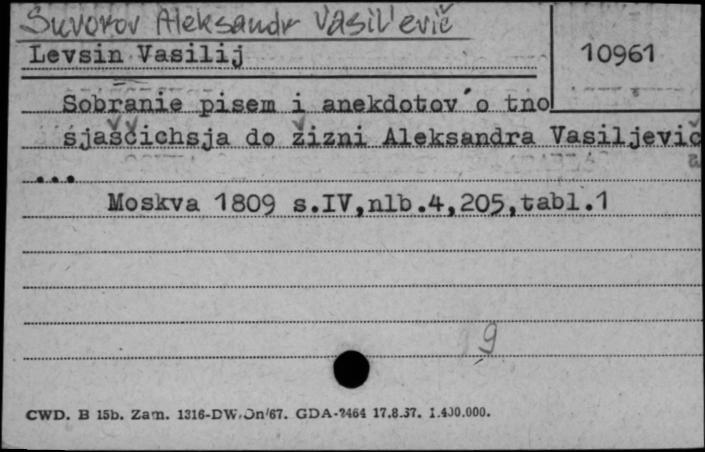 Suvorov Aleksandr Vasil'evič
Levsin Vasilij
10961
Sobranie pisem i anekdotov o tno
sjaščichsja do žizni Aleksandra Vasiljevič
a
...
Moskva 1809 s.IV,nlb.4,205,tabl.1
9
CWD. B 15b. Zam. 1316-DW/On/67. GDA-2464 17.8.67. 1.400.000.